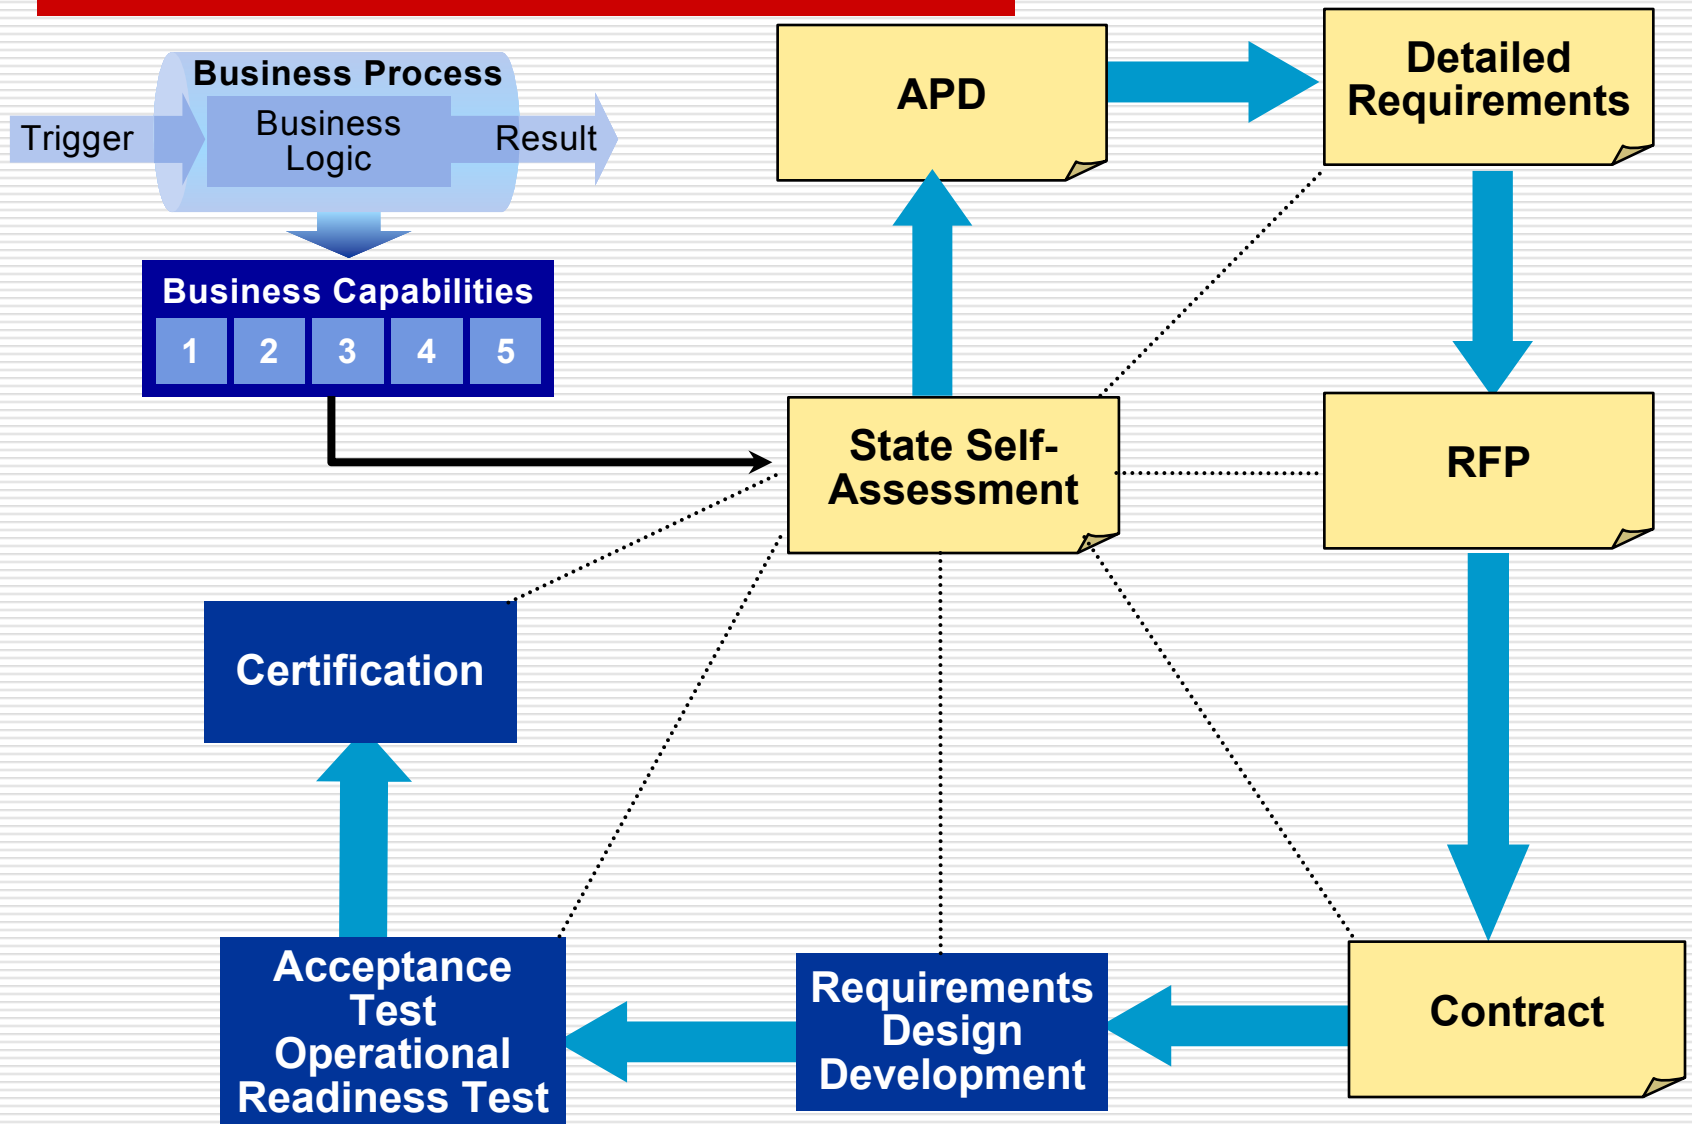 Business Process
Trigger
Business
Logic
Result
Business Capabilities
1 2 3 4 5
APD
Detailed
Requirements
State Self-
Assessment
RFP
Certification
Acceptance
Test
Operational
Readiness Test
Requirements
Design
Development
Contract